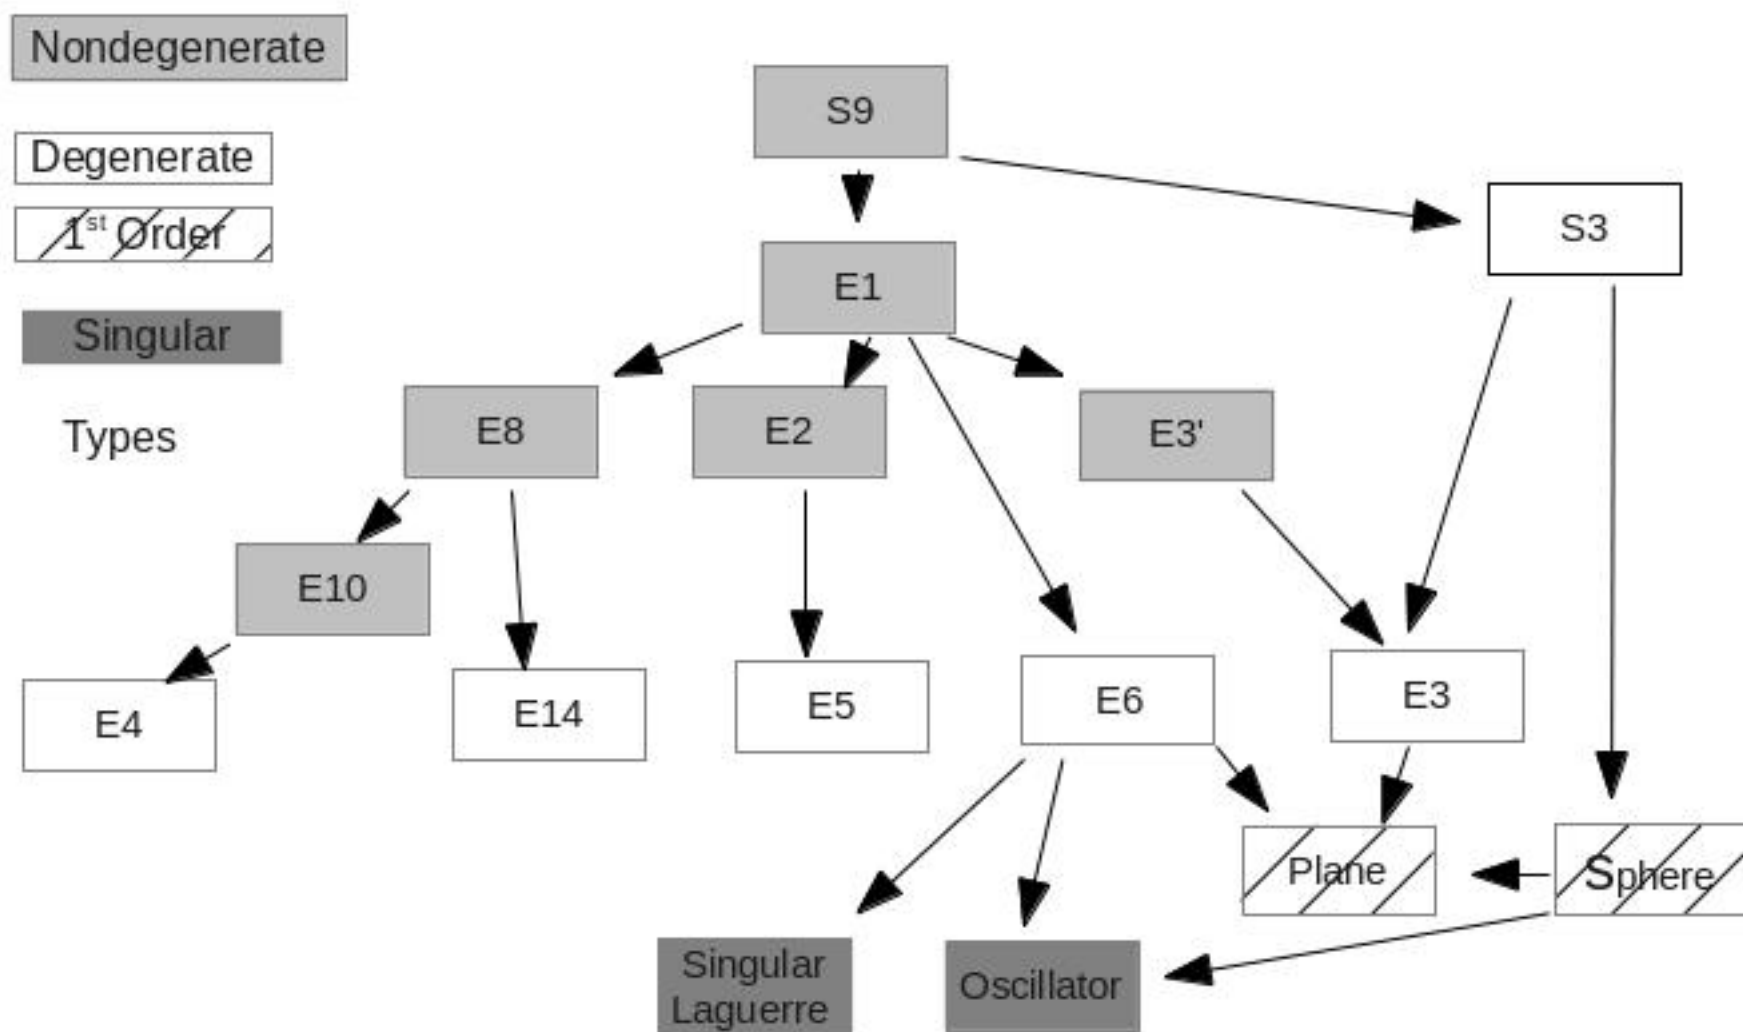 Nondegenerate
Degenerate
1st Order
Singular
Types
S9
S3
E1
E8
E2
E3'
E10
E4
E14
E5
E6
E3
Plane
Sphere
Singular
Laguerre
Oscillator